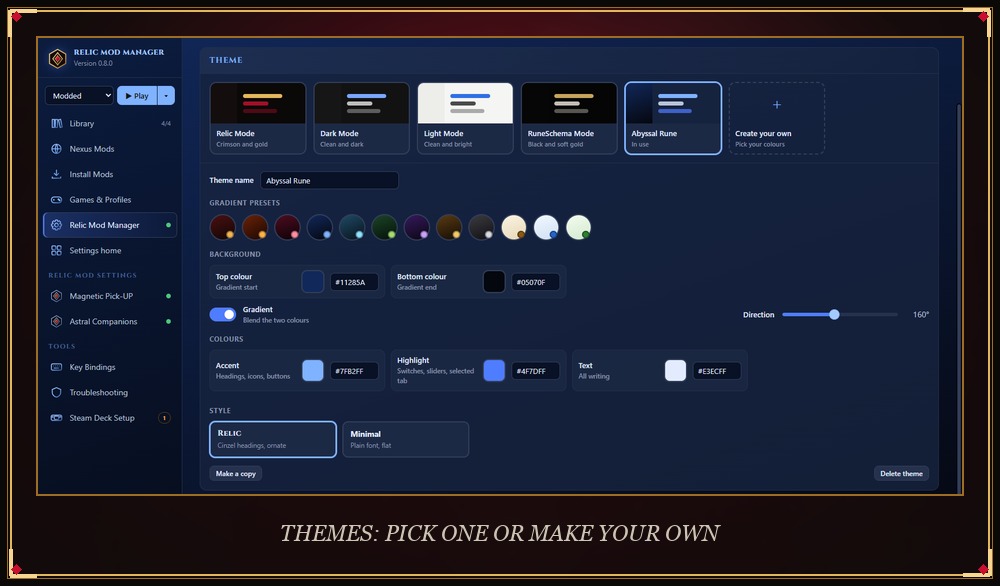 RELIC MOD MANAGER
Version 0.8.0
Modded
Play
Library 4/4
Nexus Mods
Install Mods
Games & Profiles
Relic Mod Manager
Settings home
RELIC MOD SETTINGS
Magnetic Pick-UP
Astral Companions
TOOLS
Key Bindings
Troubleshooting
Steam Deck Setup 1
THEME
Relic Mode
Crimson and gold
Dark Mode
Clean and dark
Light Mode
Clean and bright
RuneSchema Mode
Black and soft gold
Abyssal Rune
In use
+
Create your own
Pick your colours
Theme name Abyssal Rune
GRADIENT PRESETS
BACKGROUND
Top colour
Gradient start
#11285A
Bottom colour
Gradient end
#05070F
Gradient
Blend the two colours
Direction 160°
COLOURS
Accent
Headings, icons, buttons
#7FB2FF
Highlight
Switches, sliders, selected
tab
#4F7DFF
Text
All writing
#E3ECFF
STYLE
RELIC
Cinzel headings, ornate
Minimal
Plain font, flat
Make a copy
Delete theme
THEMES: PICK ONE OR MAKE YOUR OWN